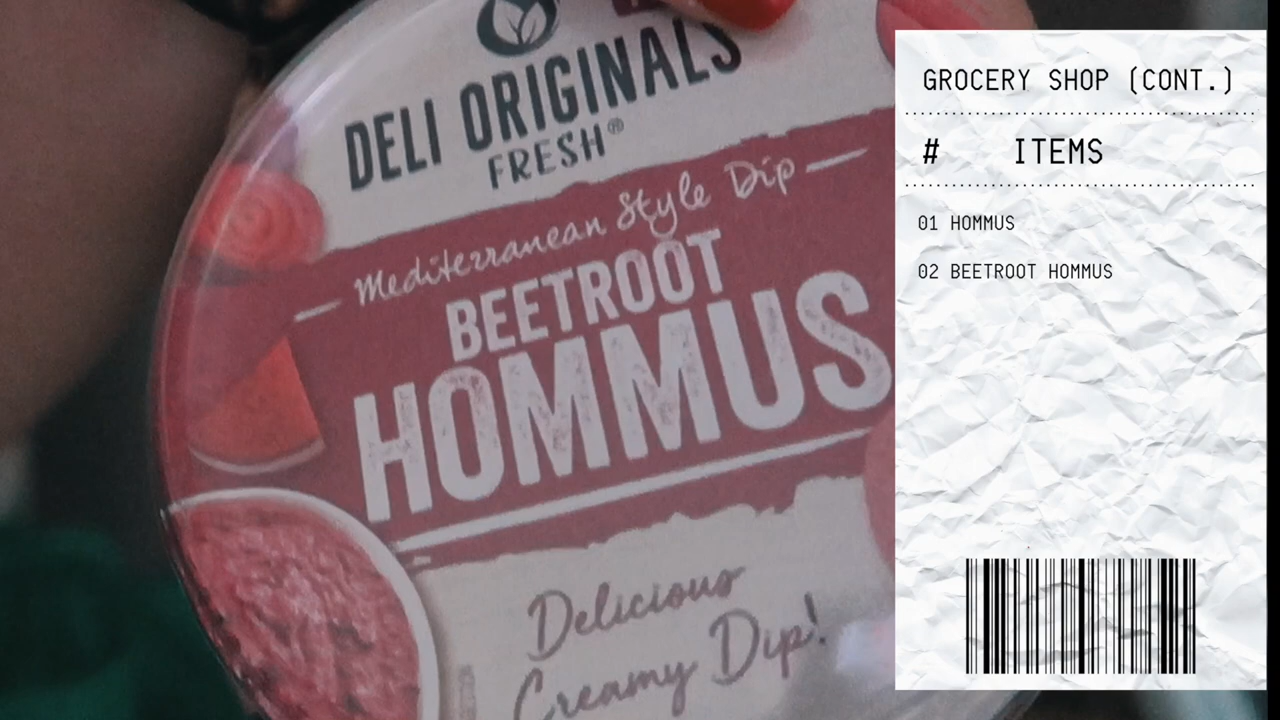 DELI ORIGINALS
FRESH®
Mediterranean Style Dip
BEETROOT
HOMMUS
Delicious
Creamy Dip!
GROCERY SHOP (CONT.)
# ITEMS
01 HOMMUS
02 BEETROOT HOMMUS